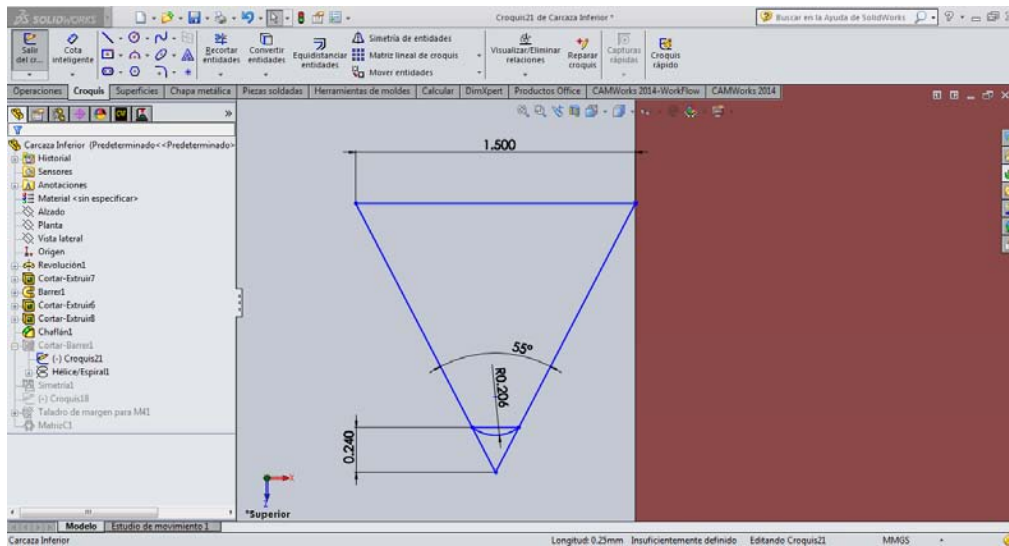 SOLIDWORKS
Croquis21 de Carcaza Inferior *
Buscar en la Ayuda de SolidWorks
Salir del cr...
Cota inteligente
Recortar entidades
Convertir entidades
Equidistanciar entidades
Simetría de entidades
Matriz lineal de croquis
Mover entidades
Visualizar/Eliminar relaciones
Reparar croquis
Capturas rápidas
Croquis rápido
Operaciones Croquis Superficies Chapa metálica Piezas soldadas Herramientas de moldes Calcular DimXpert Productos Office CAMWorks 2014-WorkFlow CAMWorks 2014
Carcaza Inferior (Predeterminado<<Predeterminado>
Historial
Sensores
Anotaciones
Material <sin especificar>
Alzado
Planta
Vista lateral
Origen
Revolución1
Cortar-Extruir7
Barrer1
Cortar-Extruir6
Cortar-Extruir8
Chaflán1
Cortar-Barrer1
(-) Croquis21
Hélice/Espiral1
Simetría1
(-) Croquis18
Taladro de margen para M41
MatrizC1
1.500
55°
R0.206
0.240
X
Z
*Superior
Modelo Estudio de movimiento 1
Carcaza Inferior
Longitud: 0.25mm Insuficientemente definido Editando Croquis21 MMGS